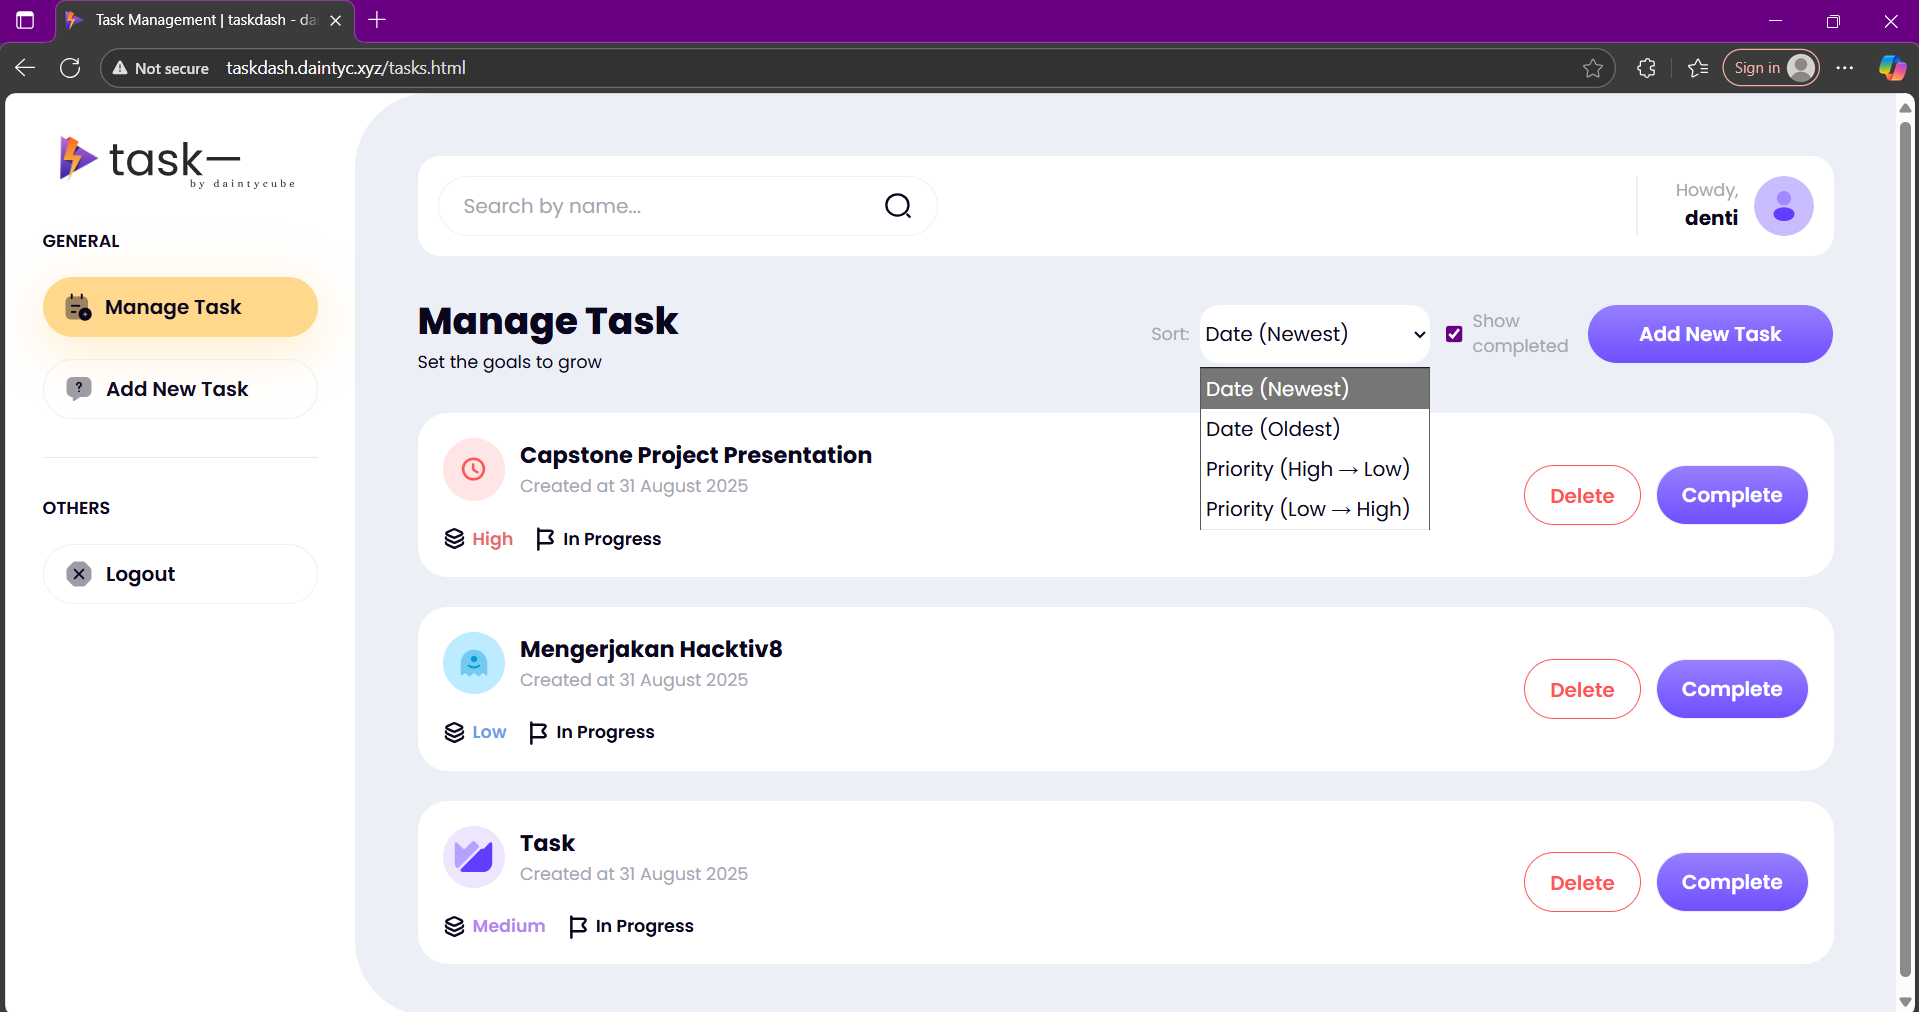 Task Management | taskdash - da
Not secure
taskdash.daintyc.xyz/tasks.html
Sign in
task—
by daintycube
GENERAL
Manage Task
Add New Task
OTHERS
Logout
Search by name...
Howdy,
denti
Manage Task
Set the goals to grow
Sort:
Date (Newest)
Show
completed
Add New Task
Date (Newest)
Date (Oldest)
Priority (High → Low)
Priority (Low → High)
Capstone Project Presentation
Created at 31 August 2025
High
In Progress
Delete
Complete
Mengerjakan Hacktiv8
Created at 31 August 2025
Low
In Progress
Delete
Complete
Task
Created at 31 August 2025
Medium
In Progress
Delete
Complete